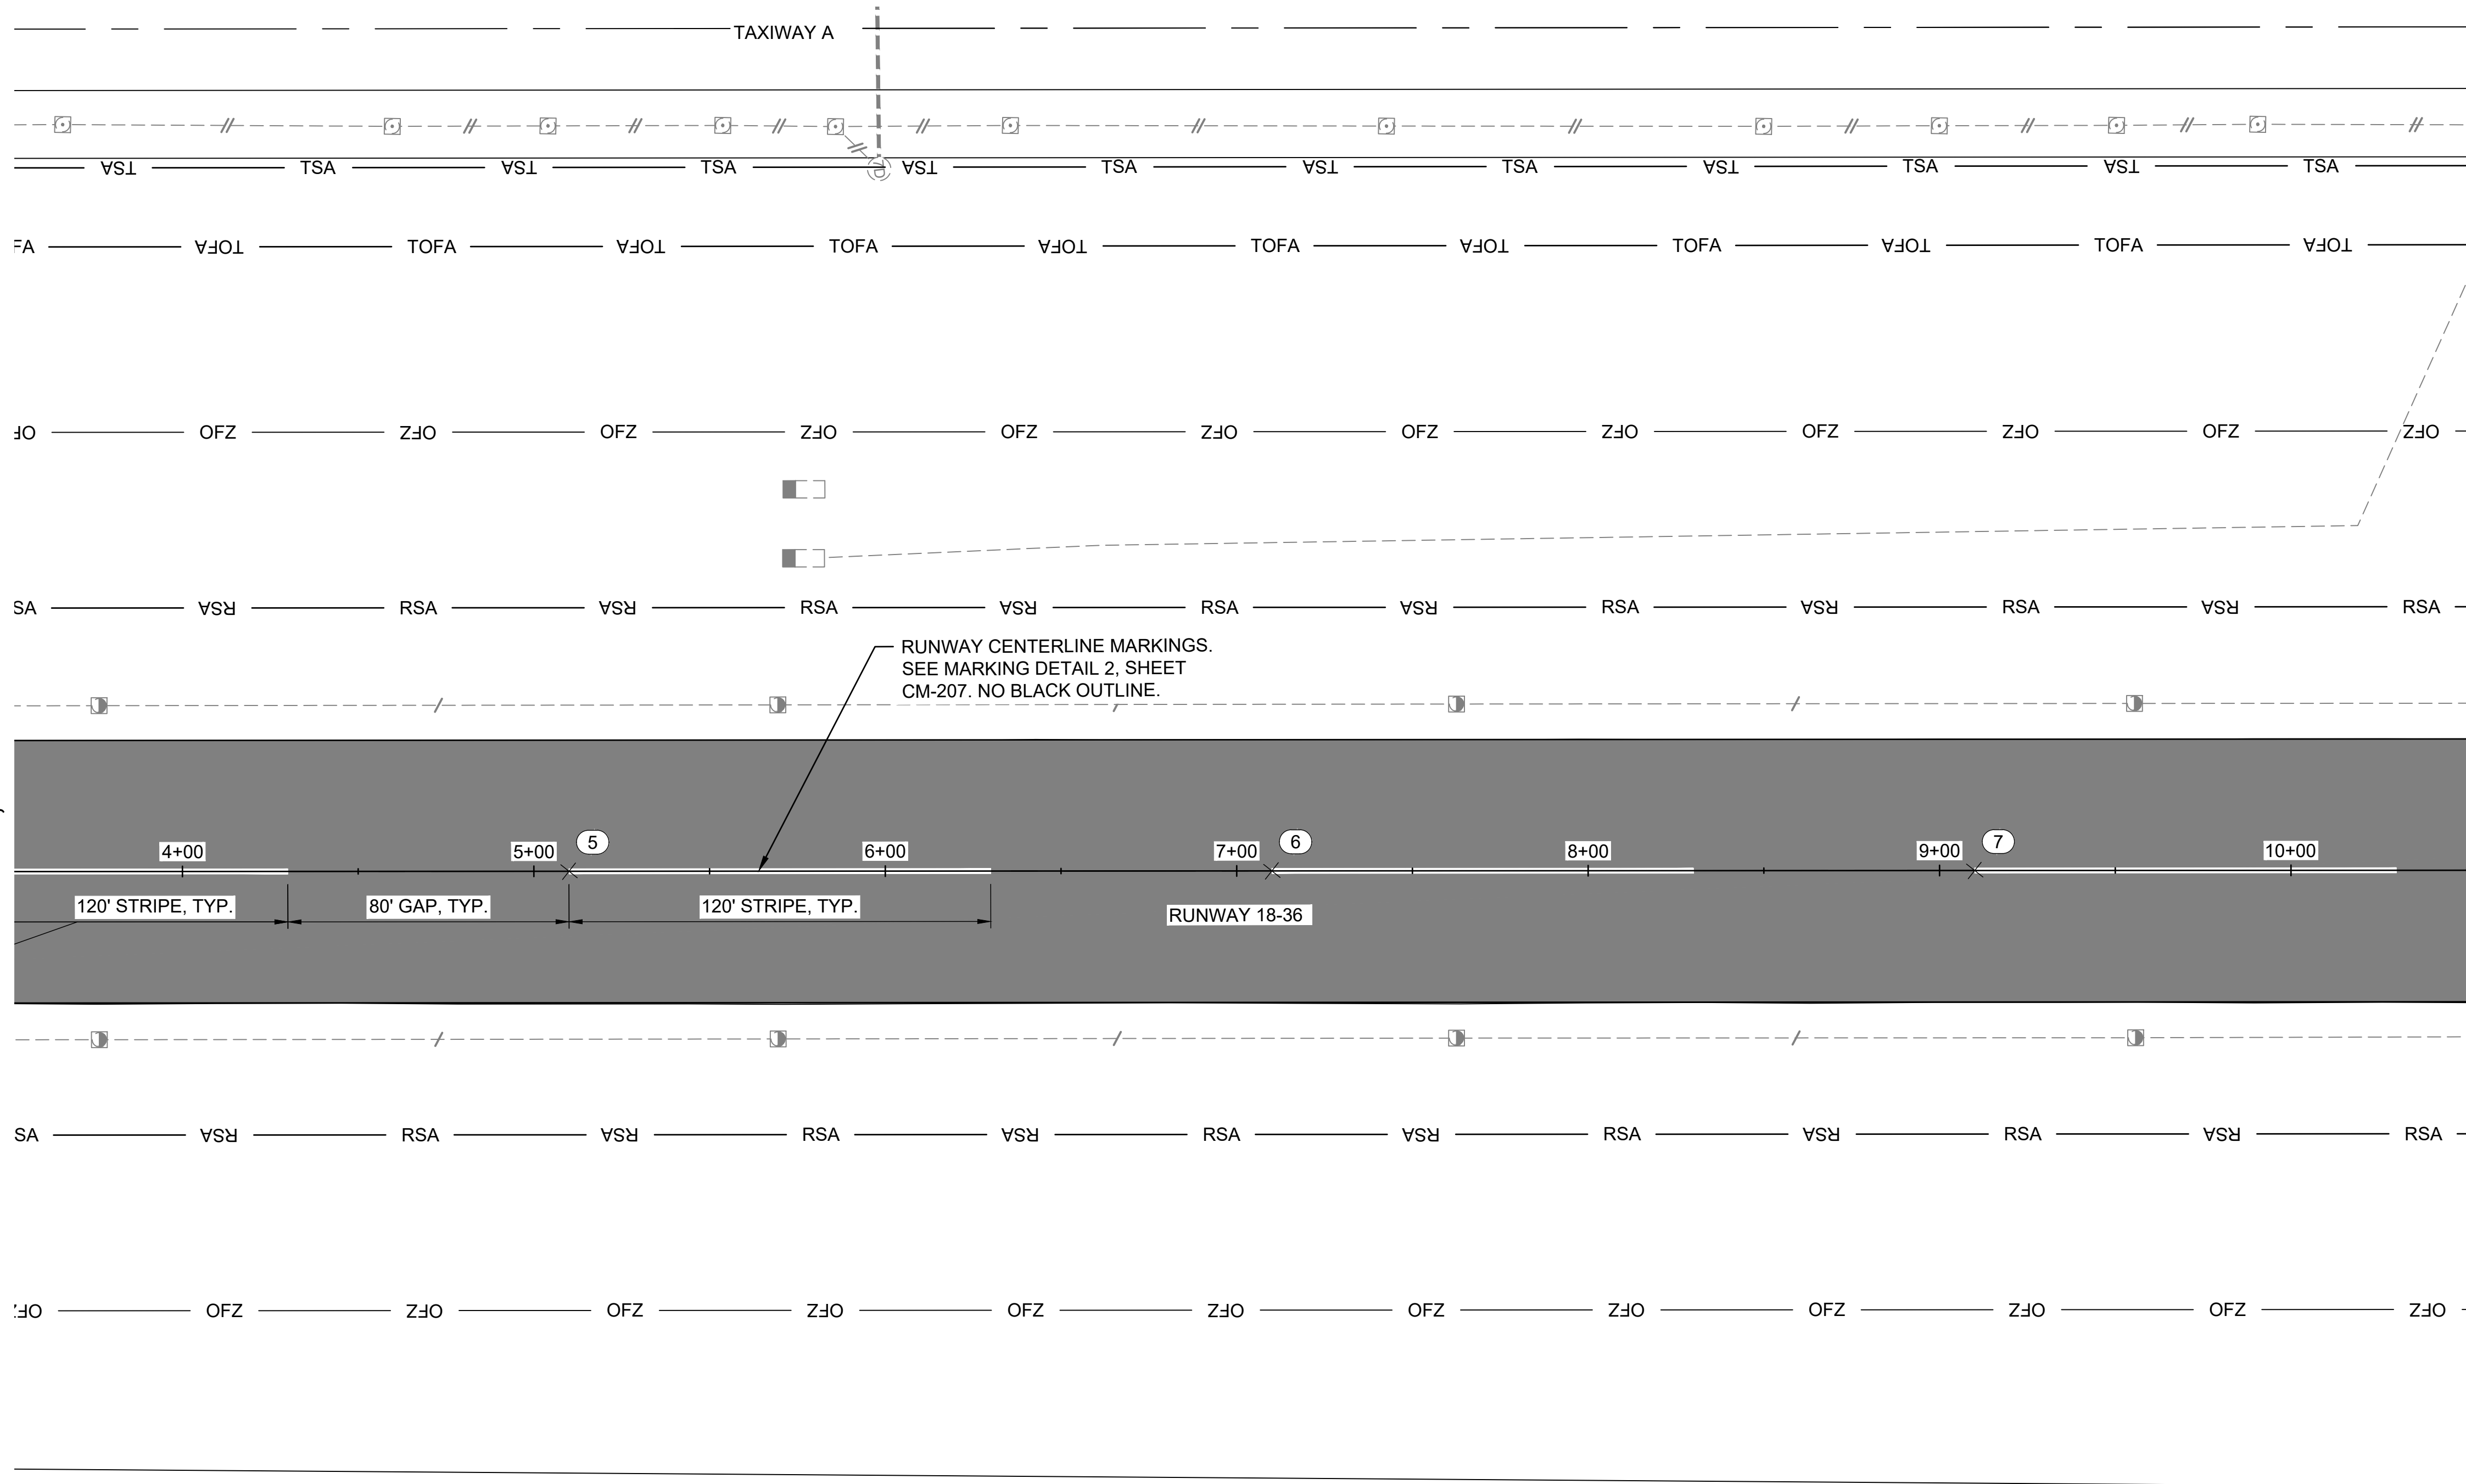 TAXIWAY A
TSA TSA TSA TSA TSA TSA TSA TSA TSA TSA TSA TSA
FA TOFA TOFA TOFA TOFA TOFA TOFA TOFA TOFA TOFA TOFA TOFA
OF OFZ OFZ OFZ OFZ OFZ OFZ OFZ OFZ OFZ OFZ OFZ OFZ
SA RSA RSA RSA RSA RSA RSA RSA RSA RSA RSA RSA RSA
RUNWAY CENTERLINE MARKINGS.
SEE MARKING DETAIL 2, SHEET
CM-207. NO BLACK OUTLINE.
4+00 5+00 5 6+00 7+00 6 8+00 9+00 7 10+00
120' STRIPE, TYP. 80' GAP, TYP. 120' STRIPE, TYP. RUNWAY 18-36
SA RSA RSA RSA RSA RSA RSA RSA RSA RSA RSA RSA RSA
OFZ OFZ OFZ OFZ OFZ OFZ OFZ OFZ OFZ OFZ OFZ OFZ OFZ